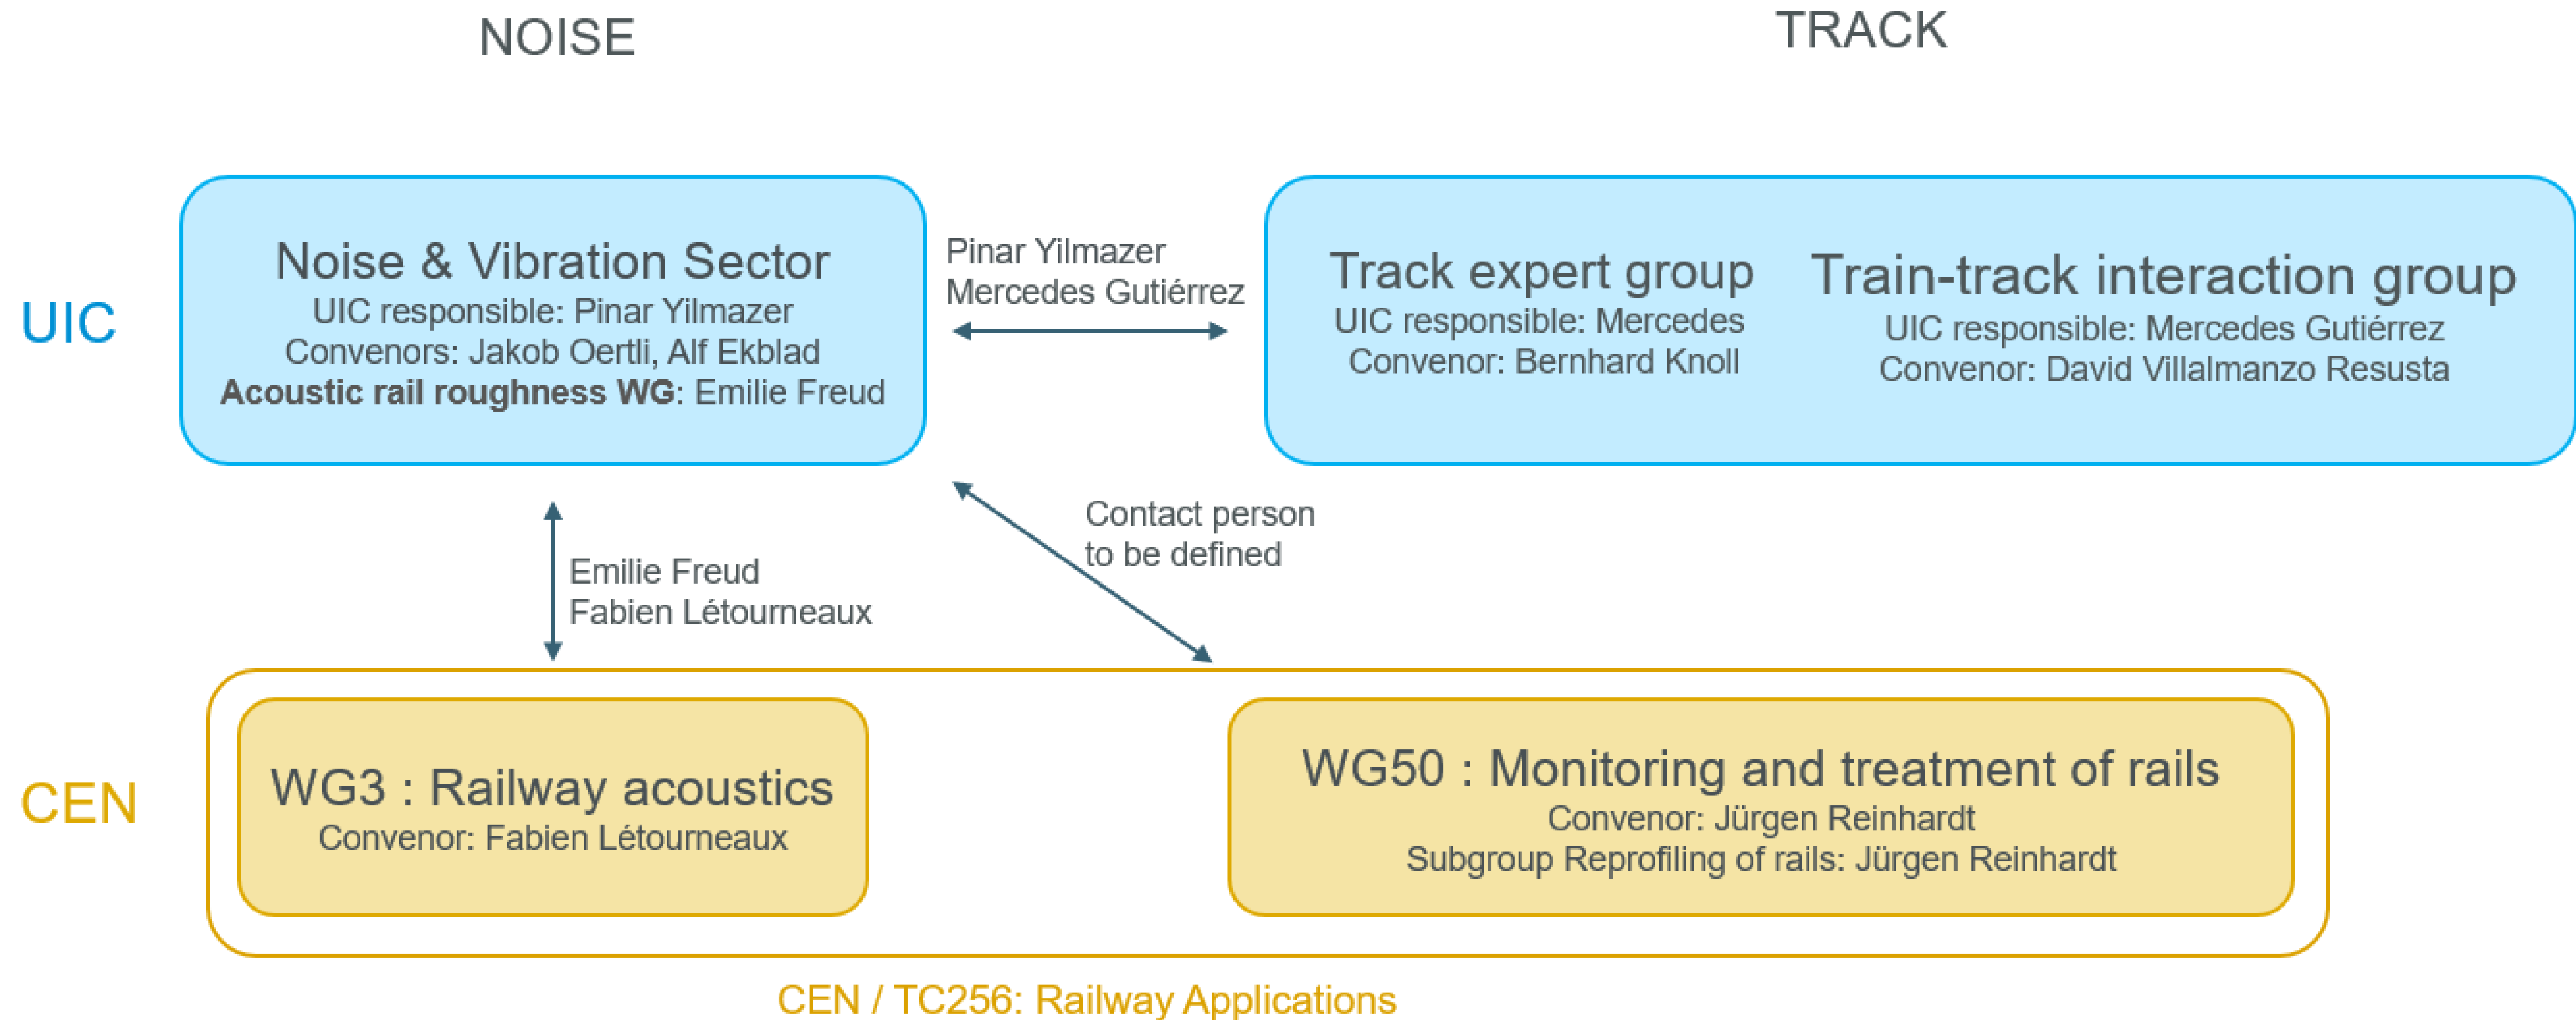 NOISE
TRACK
UIC
Noise & Vibration Sector
UIC responsible: Pinar Yilmazer
Convenors: Jakob Oertli, Alf Ekblad
Acoustic rail roughness WG: Emilie Freud
Pinar Yilmazer
Mercedes Gutiérrez
Track expert group
UIC responsible: Mercedes
Convenor: Bernhard Knoll
Train-track interaction group
UIC responsible: Mercedes Gutiérrez
Convenor: David Villalmanzo Resusta
Emilie Freud
Fabien Létourneaux
Contact person
to be defined
CEN
WG3 : Railway acoustics
Convenor: Fabien Létourneaux
WG50 : Monitoring and treatment of rails
Convenor: Jürgen Reinhardt
Subgroup Reprofiling of rails: Jürgen Reinhardt
CEN / TC256: Railway Applications